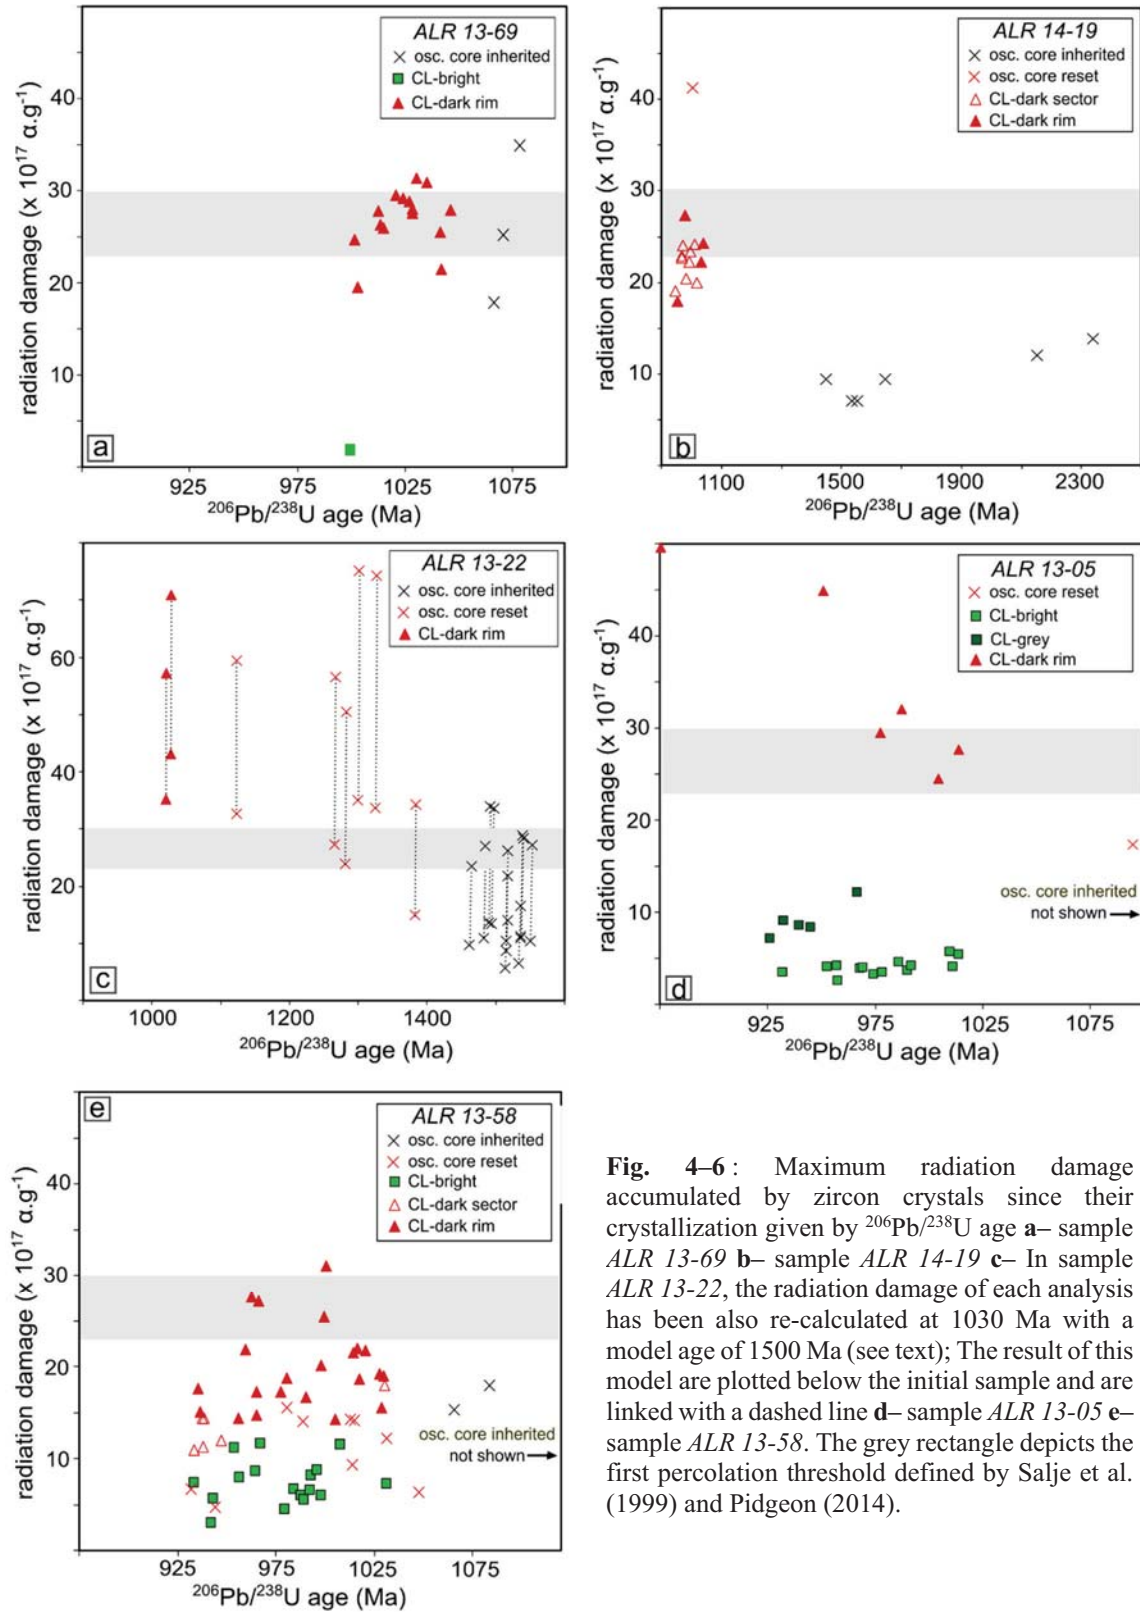 ALR 13-69
osc. core inherited
CL-bright
CL-dark rim
radiation damage (x 10¹⁷ α.g⁻¹)
40
30
20
10
a
925 975 1025 1075
²⁰⁶Pb/²³⁸U age (Ma)
ALR 14-19
osc. core inherited
osc. core reset
CL-dark sector
CL-dark rim
radiation damage (x 10¹⁷ α.g⁻¹)
40
30
20
10
b
1100 1500 1900 2300
²⁰⁶Pb/²³⁸U age (Ma)
ALR 13-22
osc. core inherited
osc. core reset
CL-dark rim
radiation damage (x 10¹⁷ α.g⁻¹)
60
40
20
c
1000 1200 1400
²⁰⁶Pb/²³⁸U age (Ma)
ALR 13-05
osc. core reset
CL-bright
CL-grey
CL-dark rim
radiation damage (x 10¹⁷ α.g⁻¹)
40
30
20
10
osc. core inherited
not shown
d
925 975 1025 1075
²⁰⁶Pb/²³⁸U age (Ma)
e
ALR 13-58
osc. core inherited
osc. core reset
CL-bright
CL-dark sector
CL-dark rim
radiation damage (x 10¹⁷ α.g⁻¹)
40
30
20
10
osc. core inherited
not shown
925 975 1025 1075
²⁰⁶Pb/²³⁸U age (Ma)
Fig. 4–6 : Maximum radiation damage
accumulated by zircon crystals since their
crystallization given by ²⁰⁶Pb/²³⁸U age a– sample
ALR 13-69 b– sample ALR 14-19 c– In sample
ALR 13-22, the radiation damage of each analysis
has been also re-calculated at 1030 Ma with a
model age of 1500 Ma (see text); The result of this
model are plotted below the initial sample and are
linked with a dashed line d– sample ALR 13-05 e–
sample ALR 13-58. The grey rectangle depicts the
first percolation threshold defined by Salje et al.
(1999) and Pidgeon (2014).